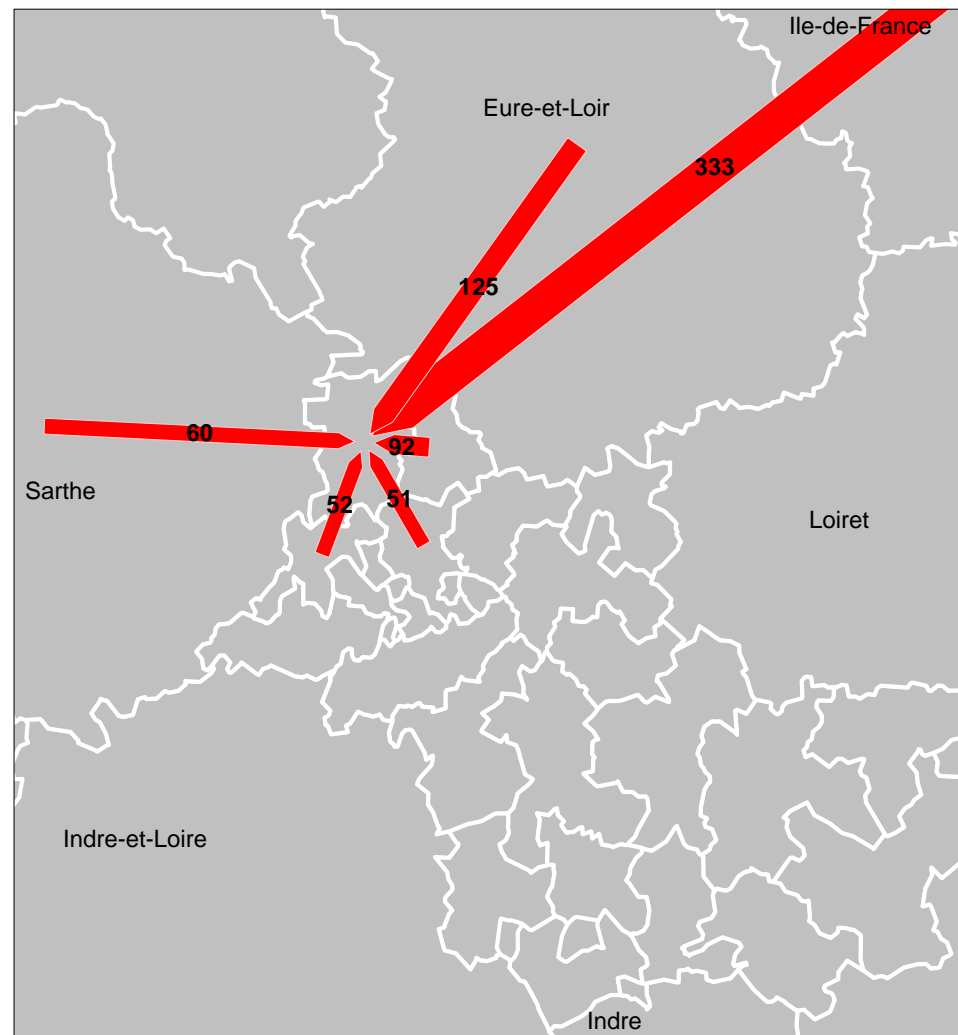 Ile-de-France
Eure-et-Loir
333
125
60
92
Sarthe
52
51
Loiret
Indre-et-Loire
Indre